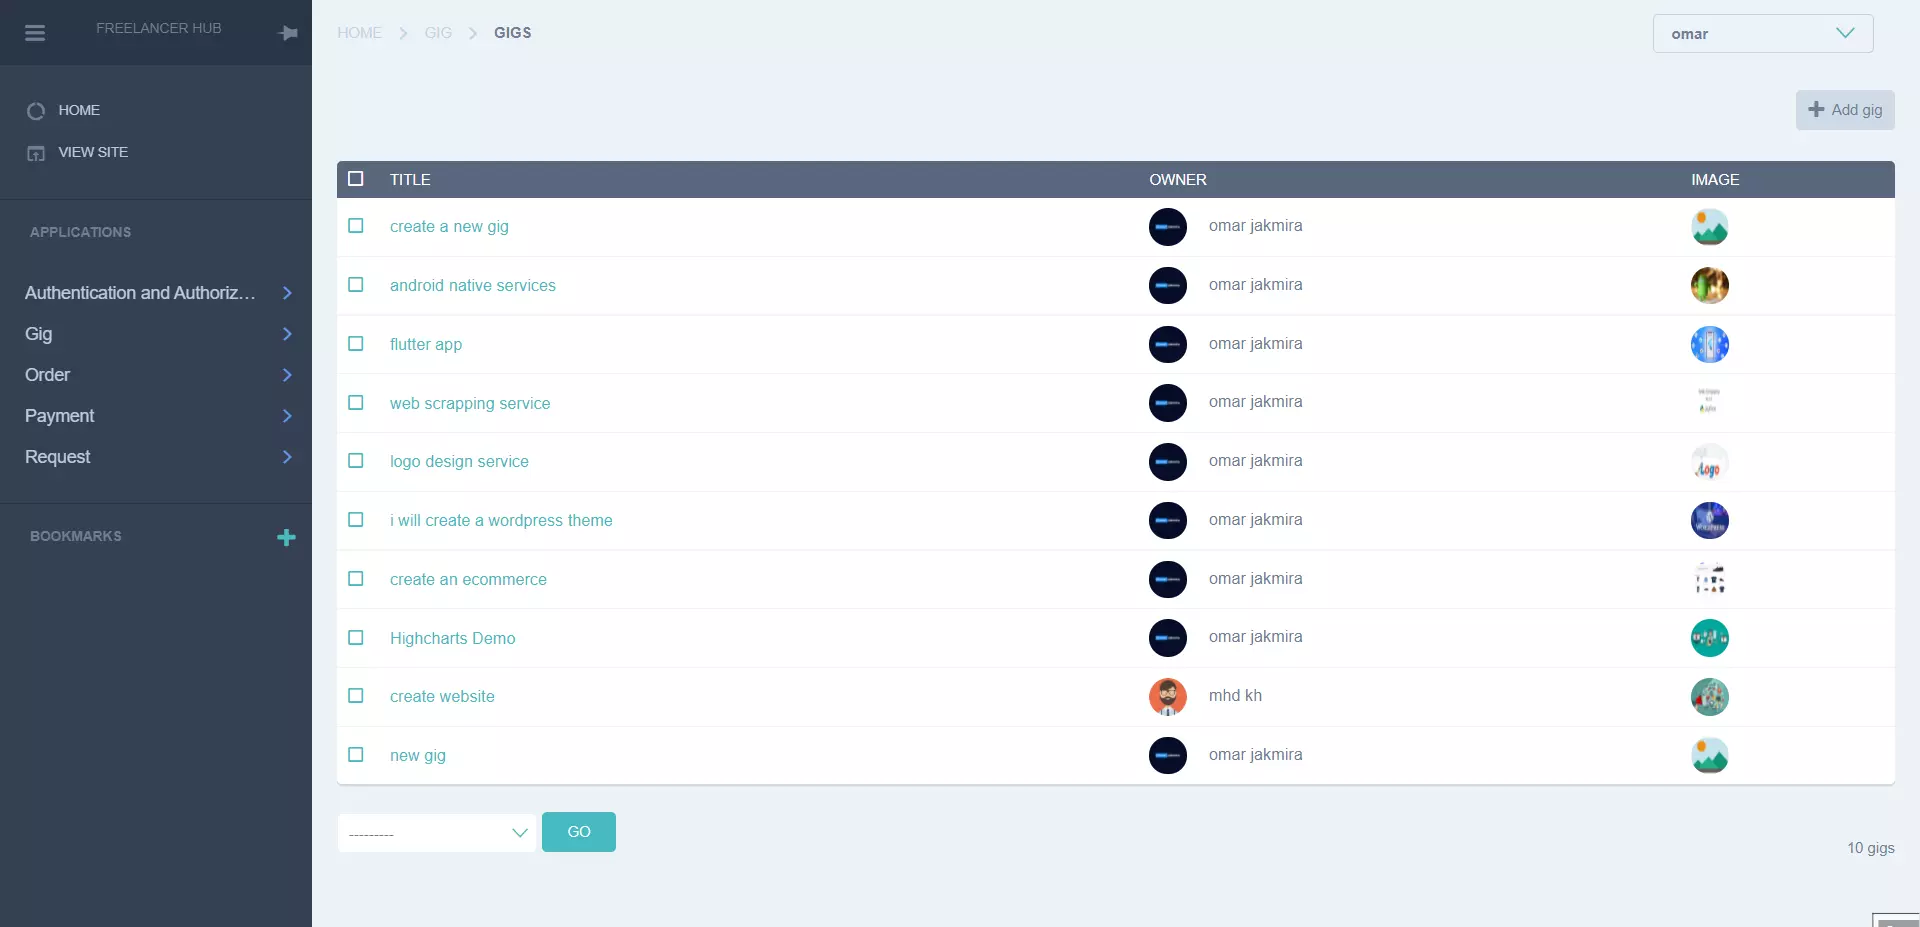 FREELANCER HUB
HOME
VIEW SITE
APPLICATIONS
Authentication and Authoriz...
Gig
Order
Payment
Request
BOOKMARKS
HOME > GIG > GIGS
omar
Add gig
TITLE OWNER IMAGE
create a new gig omar jakmira
android native services omar jakmira
flutter app omar jakmira
web scrapping service omar jakmira
logo design service omar jakmira
Logo
i will create a wordpress theme omar jakmira
WORDPRESS
create an ecommerce omar jakmira
Highcharts Demo omar jakmira
create website mhd kh
new gig omar jakmira
---------
GO
10 gigs